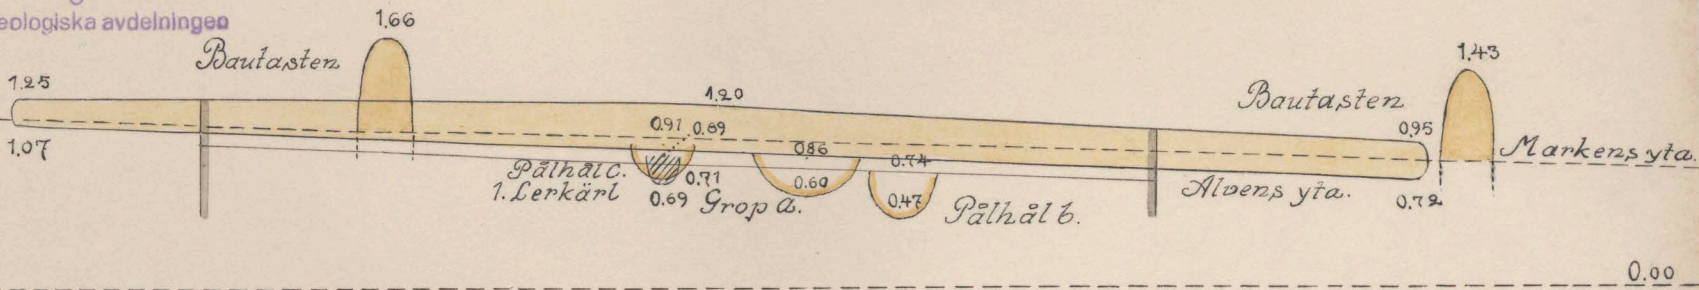 eologiska avdelningen
1.66
Bautasten
1.43
1.25
1.20
Bautasten
0.91 0.89
0.95
1.07
0.86
0.74
Markens yta.
Pålhål c.
0.71
0.60
1. Lerkärl
0.69
Grop a.
0.47
Pålhål b.
Alvens yta.
0.72
0.00